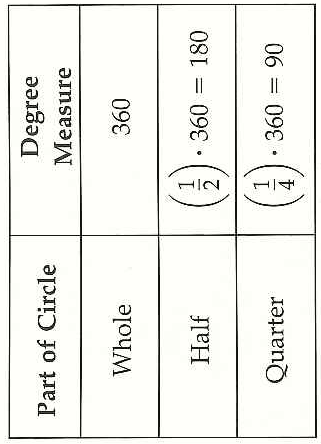 Part of Circle
Degree
Measure
Whole
360
Half
(1/2) · 360 = 180
Quarter
(1/4) · 360 = 90